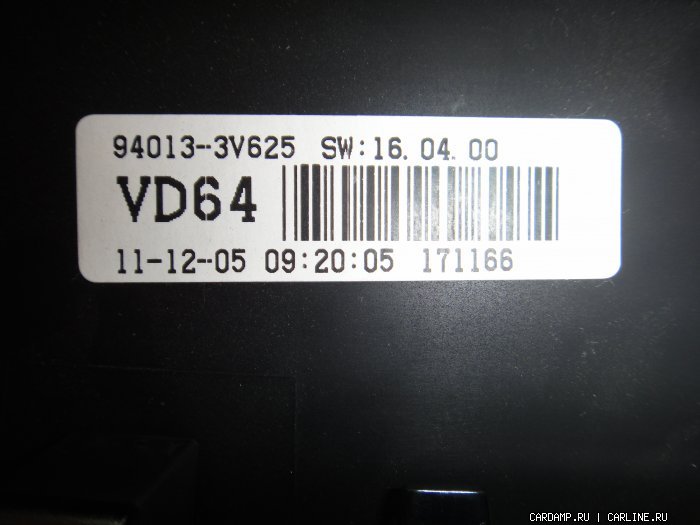 94013-3V625 SW:16.04.00
VD64
11-12-05 09:20:05 171166
CARDAMP.RU | CARLINE.RU